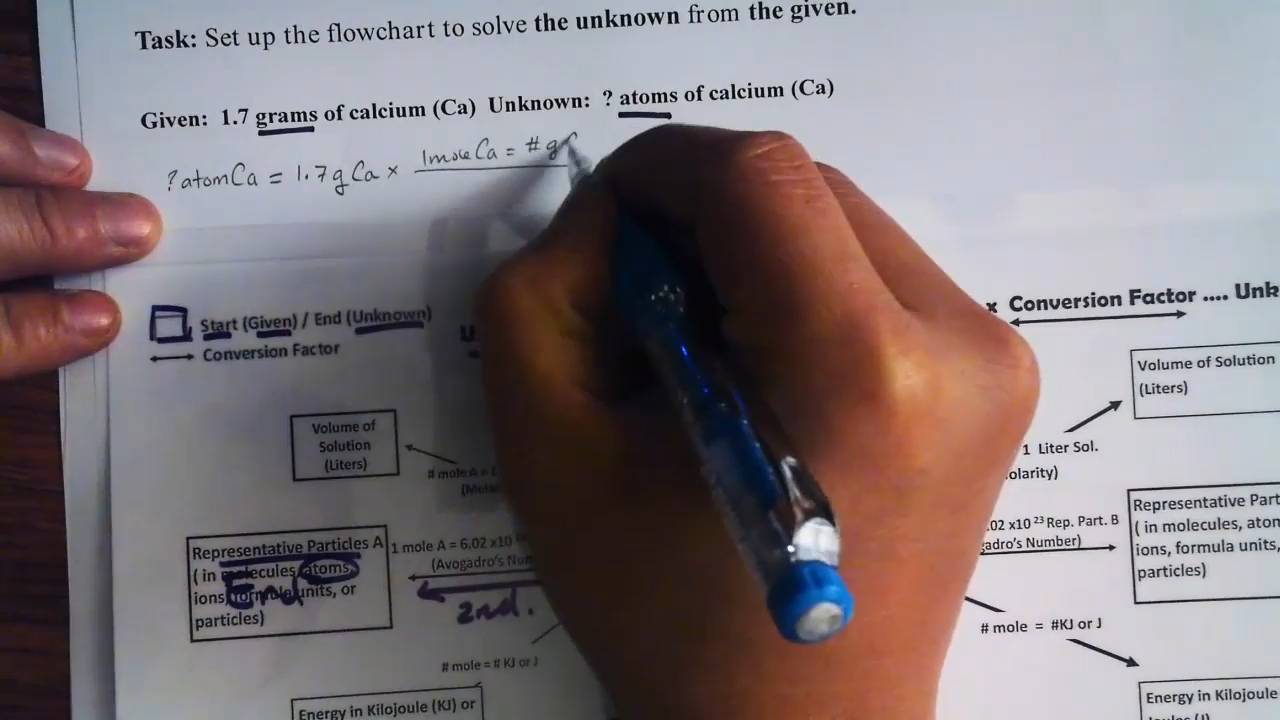 Task: Set up the flowchart to solve the unknown from the given.
Given: 1.7 grams of calcium (Ca) Unknown: ? atoms of calcium (Ca)
? atom Ca = 1.7 g Ca × 1 mole Ca = # g
Start (Given) / End (Unknown)
Conversion Factor
x Conversion Factor .... Unk
Volume of Solution
(Liters)
Volume of
Solution
(Liters)
# mole A =
1 Liter Sol.
olarity)
Representative Particles A
( in molecules, atoms,
ions, formula units, or
particles)
End
1 mole A = 6.02 x10
(Avogadro's Num
2nd.
.02 x10 23 Rep. Part. B
gadro's Number)
Representative Part
( in molecules, atom
ions, formula units,
particles)
# mole = # KJ or J
# mole = #KJ or J
Energy in Kilojoule (KJ) or
Energy in Kilojoule